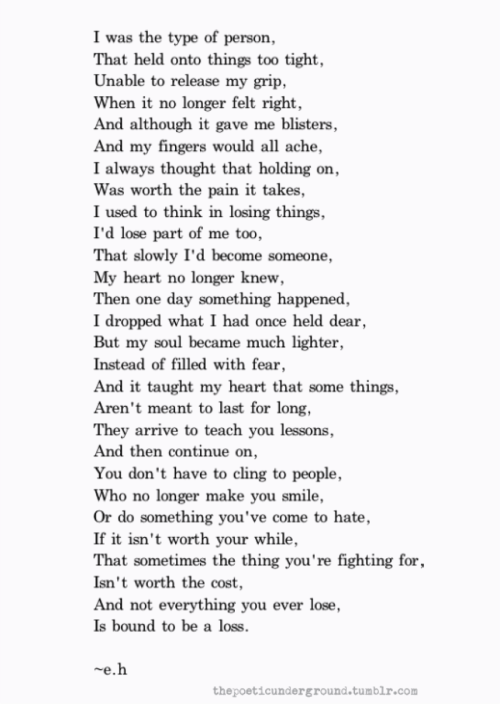 I was the type of person,
That held onto things too tight,
Unable to release my grip,
When it no longer felt right,
And although it gave me blisters,
And my fingers would all ache,
I always thought that holding on,
Was worth the pain it takes,
I used to think in losing things,
I'd lose part of me too,
That slowly I'd become someone,
My heart no longer knew,
Then one day something happened,
I dropped what I had once held dear,
But my soul became much lighter,
Instead of filled with fear,
And it taught my heart that some things,
Aren't meant to last for long,
They arrive to teach you lessons,
And then continue on,
You don't have to cling to people,
Who no longer make you smile,
Or do something you've come to hate,
If it isn't worth your while,
That sometimes the thing you're fighting for,
Isn't worth the cost,
And not everything you ever lose,
Is bound to be a loss.
~e.h
thepoeticunderground.tumblr.com